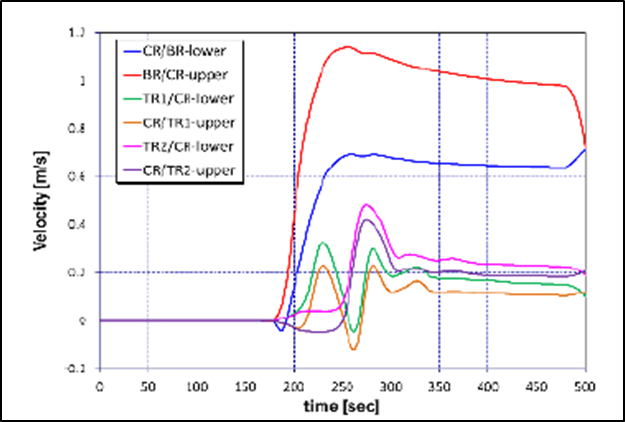 1.2
1
0.8
0.6
0.4
0.2
0
-0.2
Velocity [m/s]
CR/BR-lower
BR/CR-upper
TR1/CR-lower
CR/TR1-upper
TR2/CR-lower
CR/TR2-upper
0 50 100 150 200 250 300 350 400 450 500
time [sec]